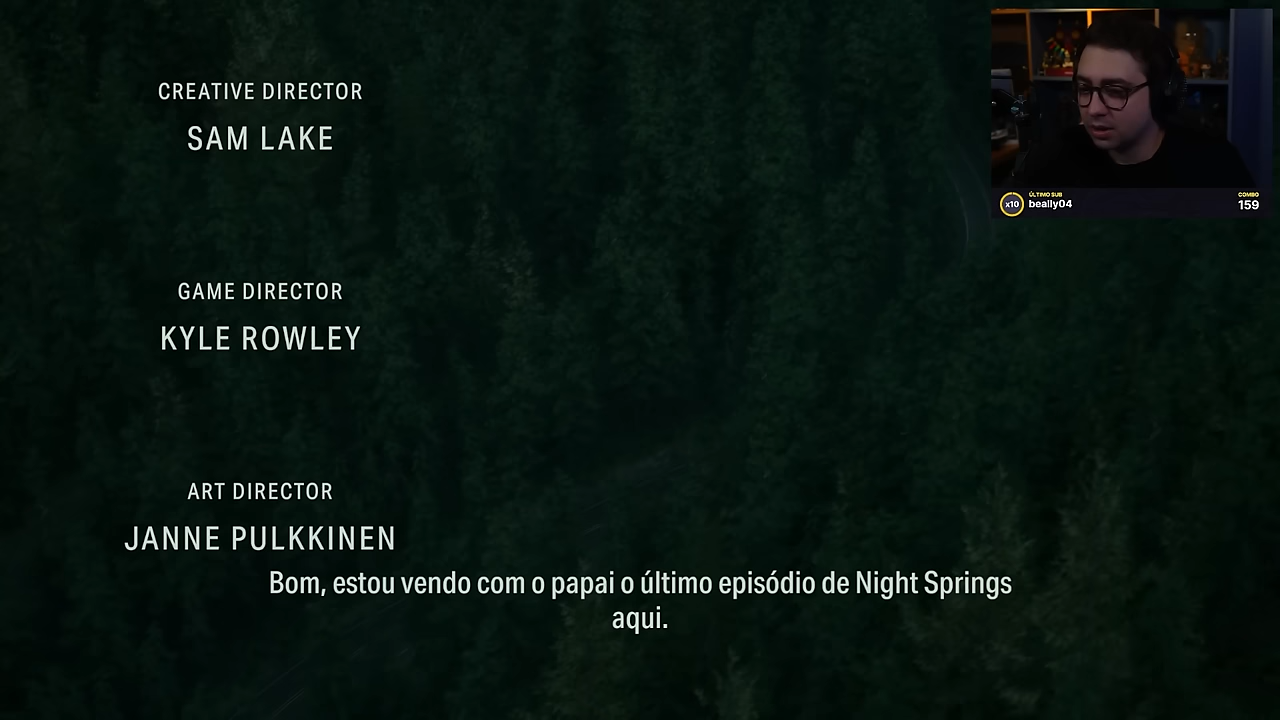 CREATIVE DIRECTOR
SAM LAKE
GAME DIRECTOR
KYLE ROWLEY
ART DIRECTOR
JANNE PULKKINEN
Bom, estou vendo com o papai o último episódio de Night Springs
aqui.
x10
ÚLTIMO SUB
beally04
COMBO
159